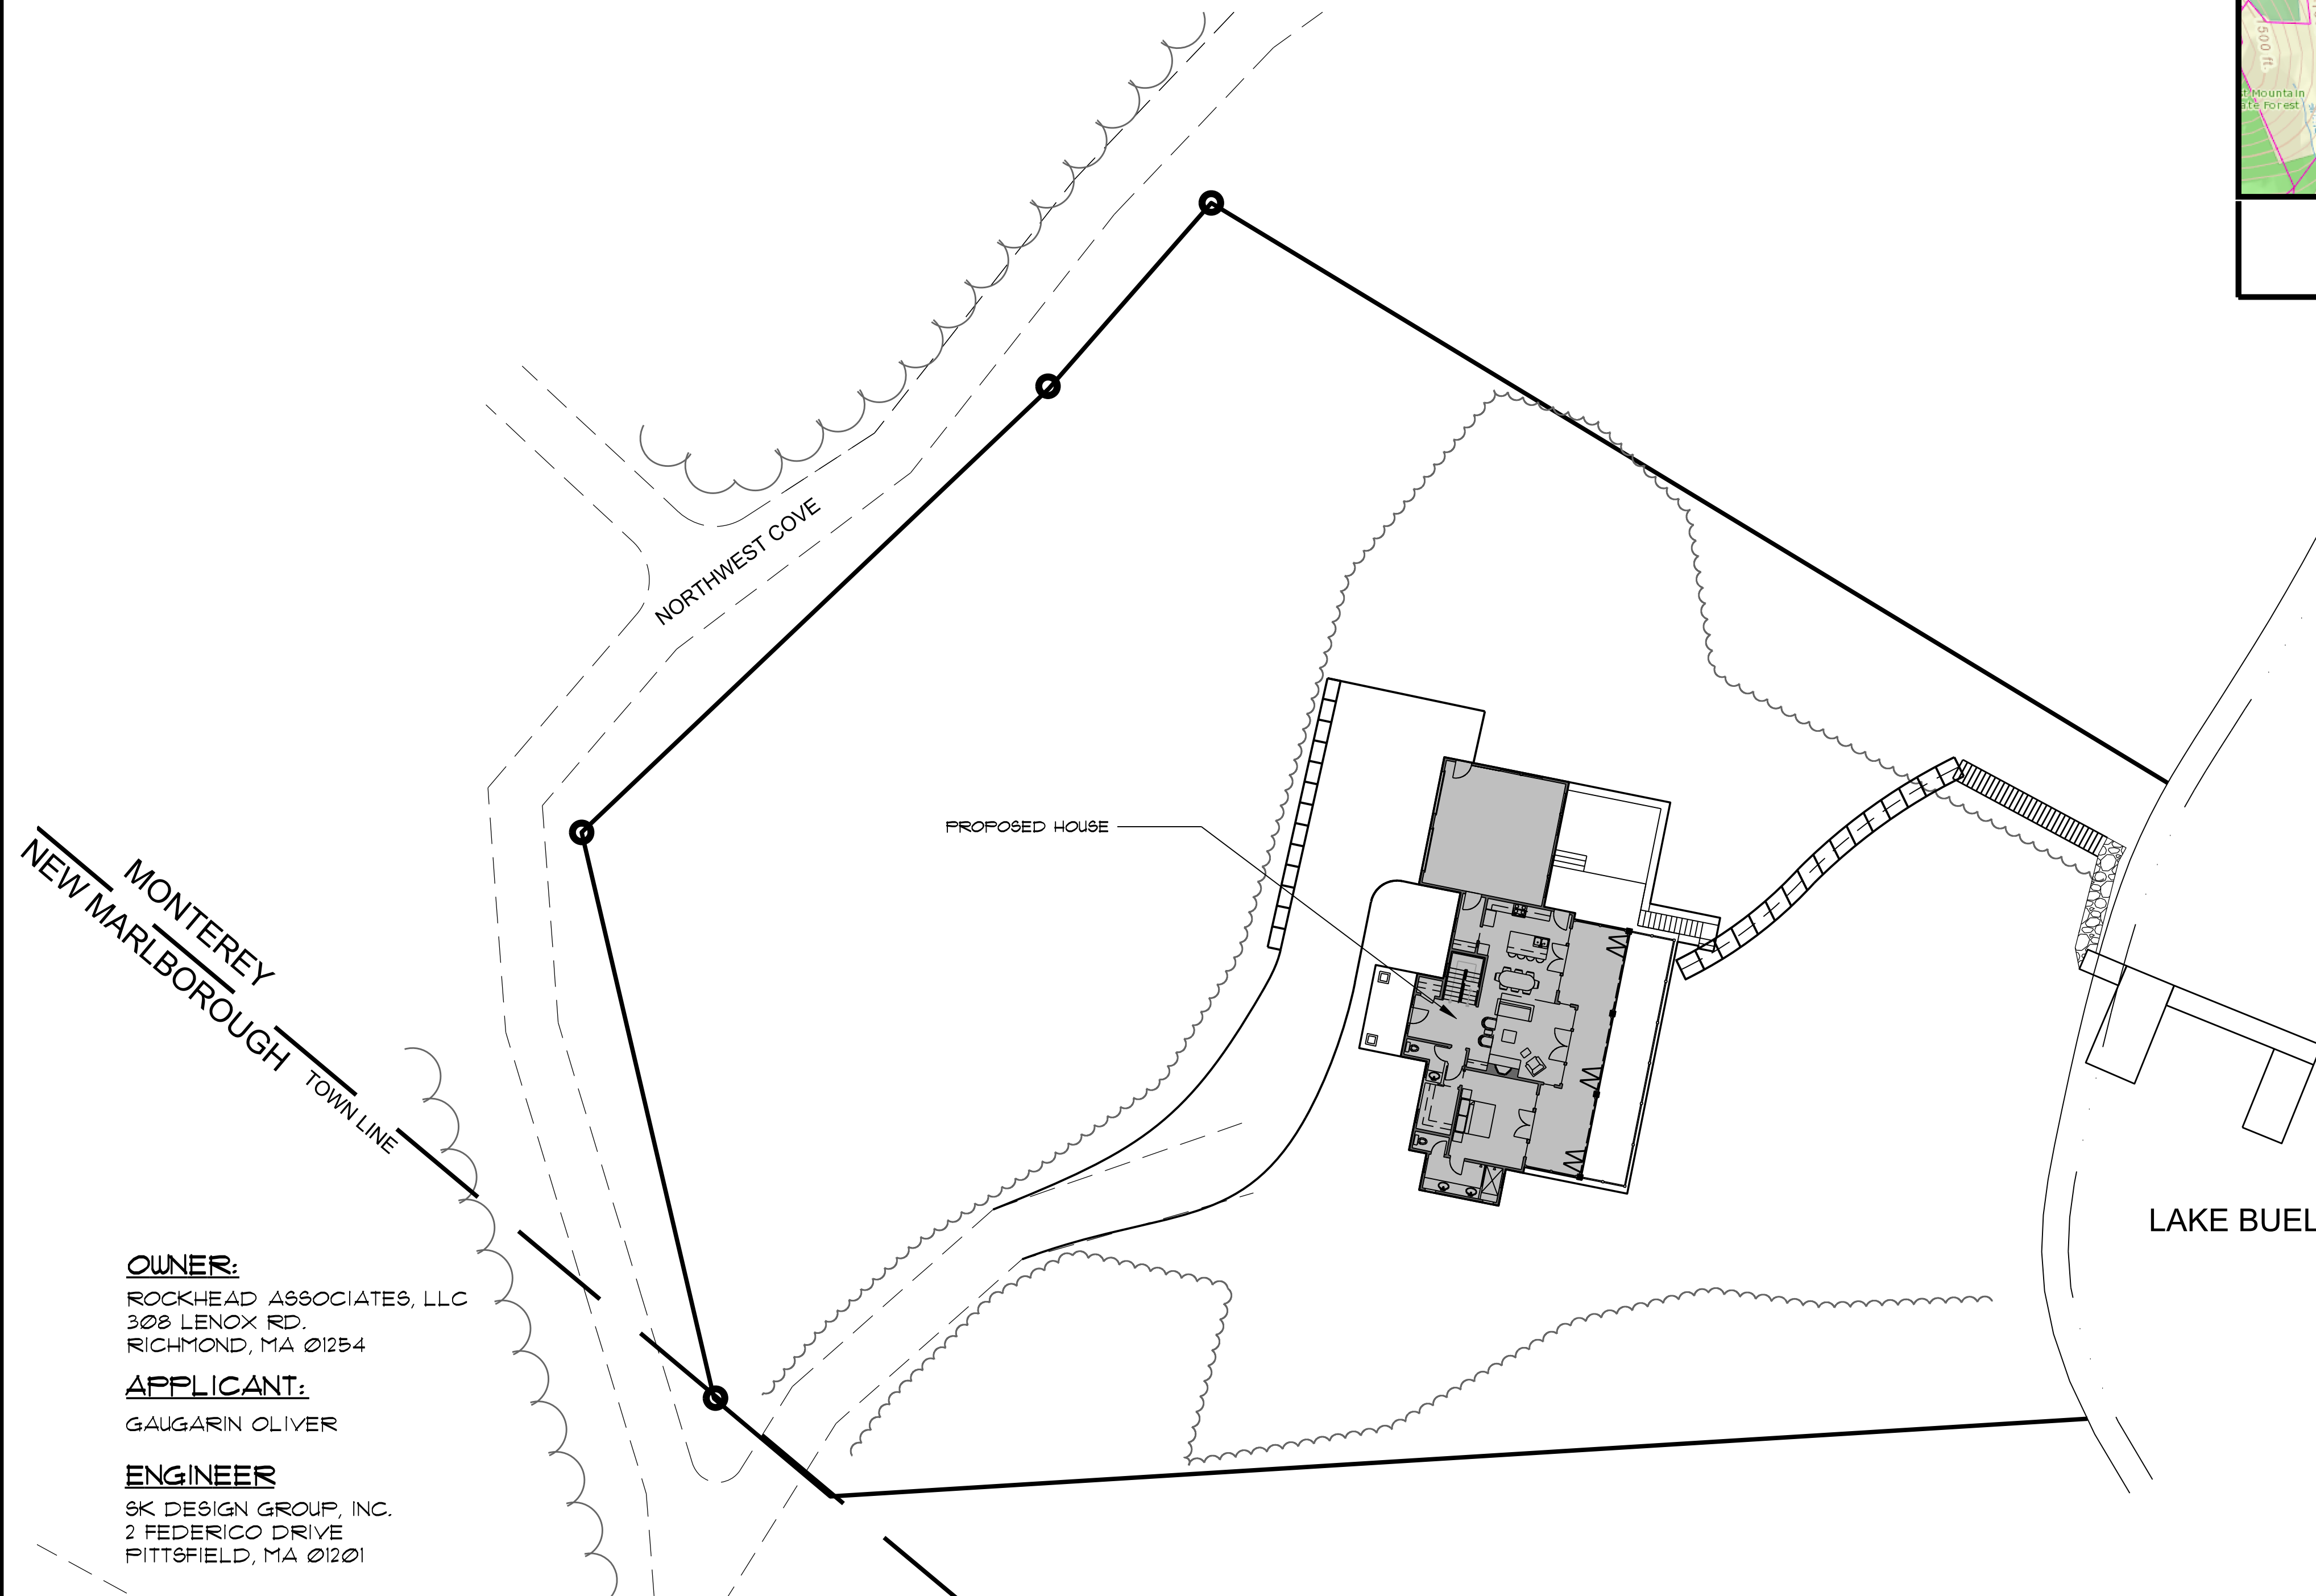 500 ft
st Mountain
ate Forest
NORTHWEST COVE
PROPOSED HOUSE
MONTEREY
NEW MARLBOROUGH
TOWN LINE
LAKE BUEL
OWNER:
ROCKHEAD ASSOCIATES, LLC
308 LENOX RD.
RICHMOND, MA 01254
APPLICANT:
GAUGARIN OLIVER
ENGINEER
SK DESIGN GROUP, INC.
2 FEDERICO DRIVE
PITTSFIELD, MA 01201